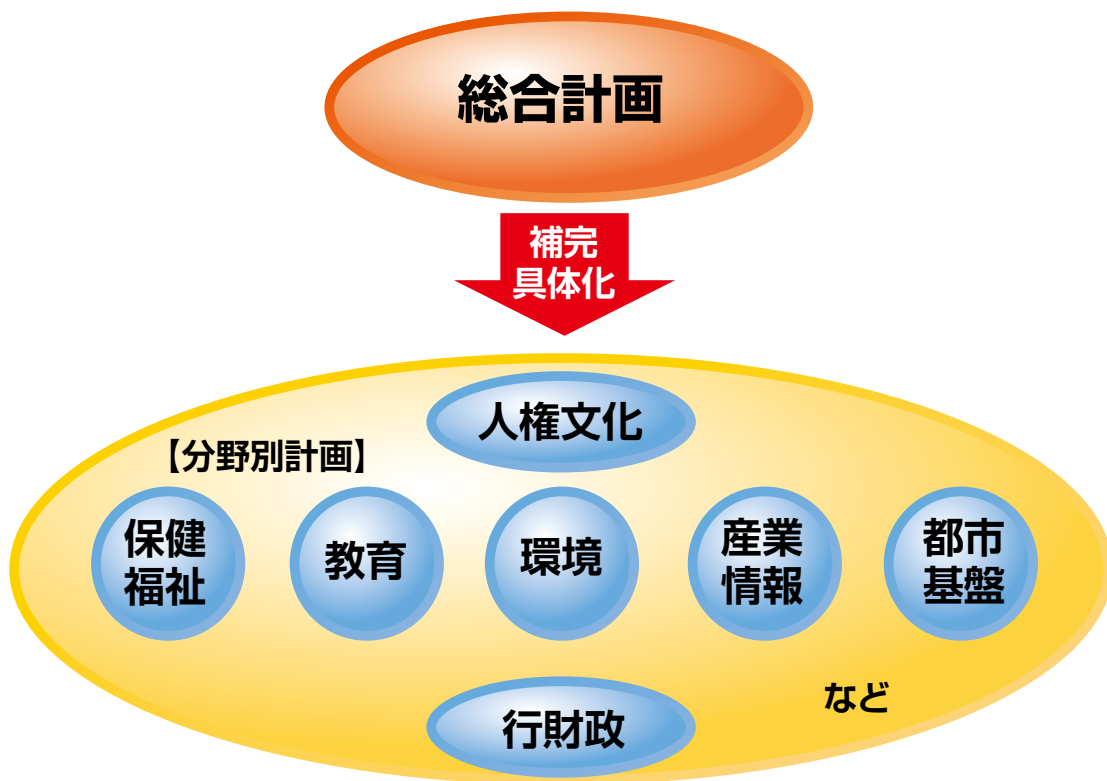 総合計画
補完
具体化
人権文化
【分野別計画】
保健
福祉
教育
環境
産業
情報
都市
基盤
など
行財政